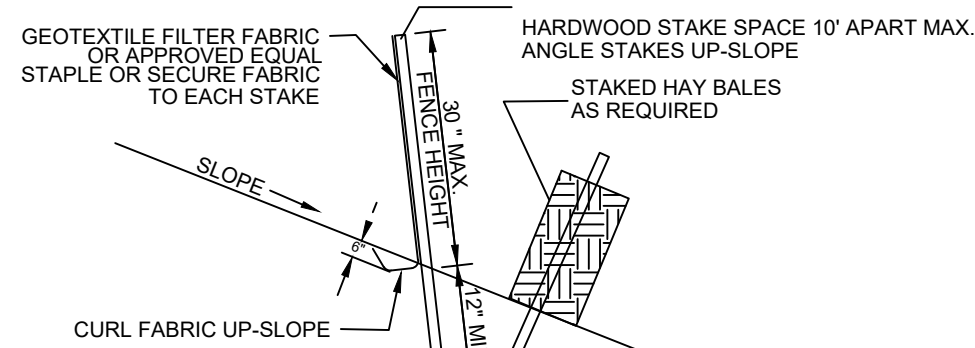 GEOTEXTILE FILTER FABRIC
OR APPROVED EQUAL
STAPLE OR SECURE FABRIC
TO EACH STAKE
HARDWOOD STAKE SPACE 10' APART MAX.
ANGLE STAKES UP-SLOPE
STAKED HAY BALES
AS REQUIRED
30 " MAX.
FENCE HEIGHT
SLOPE
6"
12" MI
CURL FABRIC UP-SLOPE